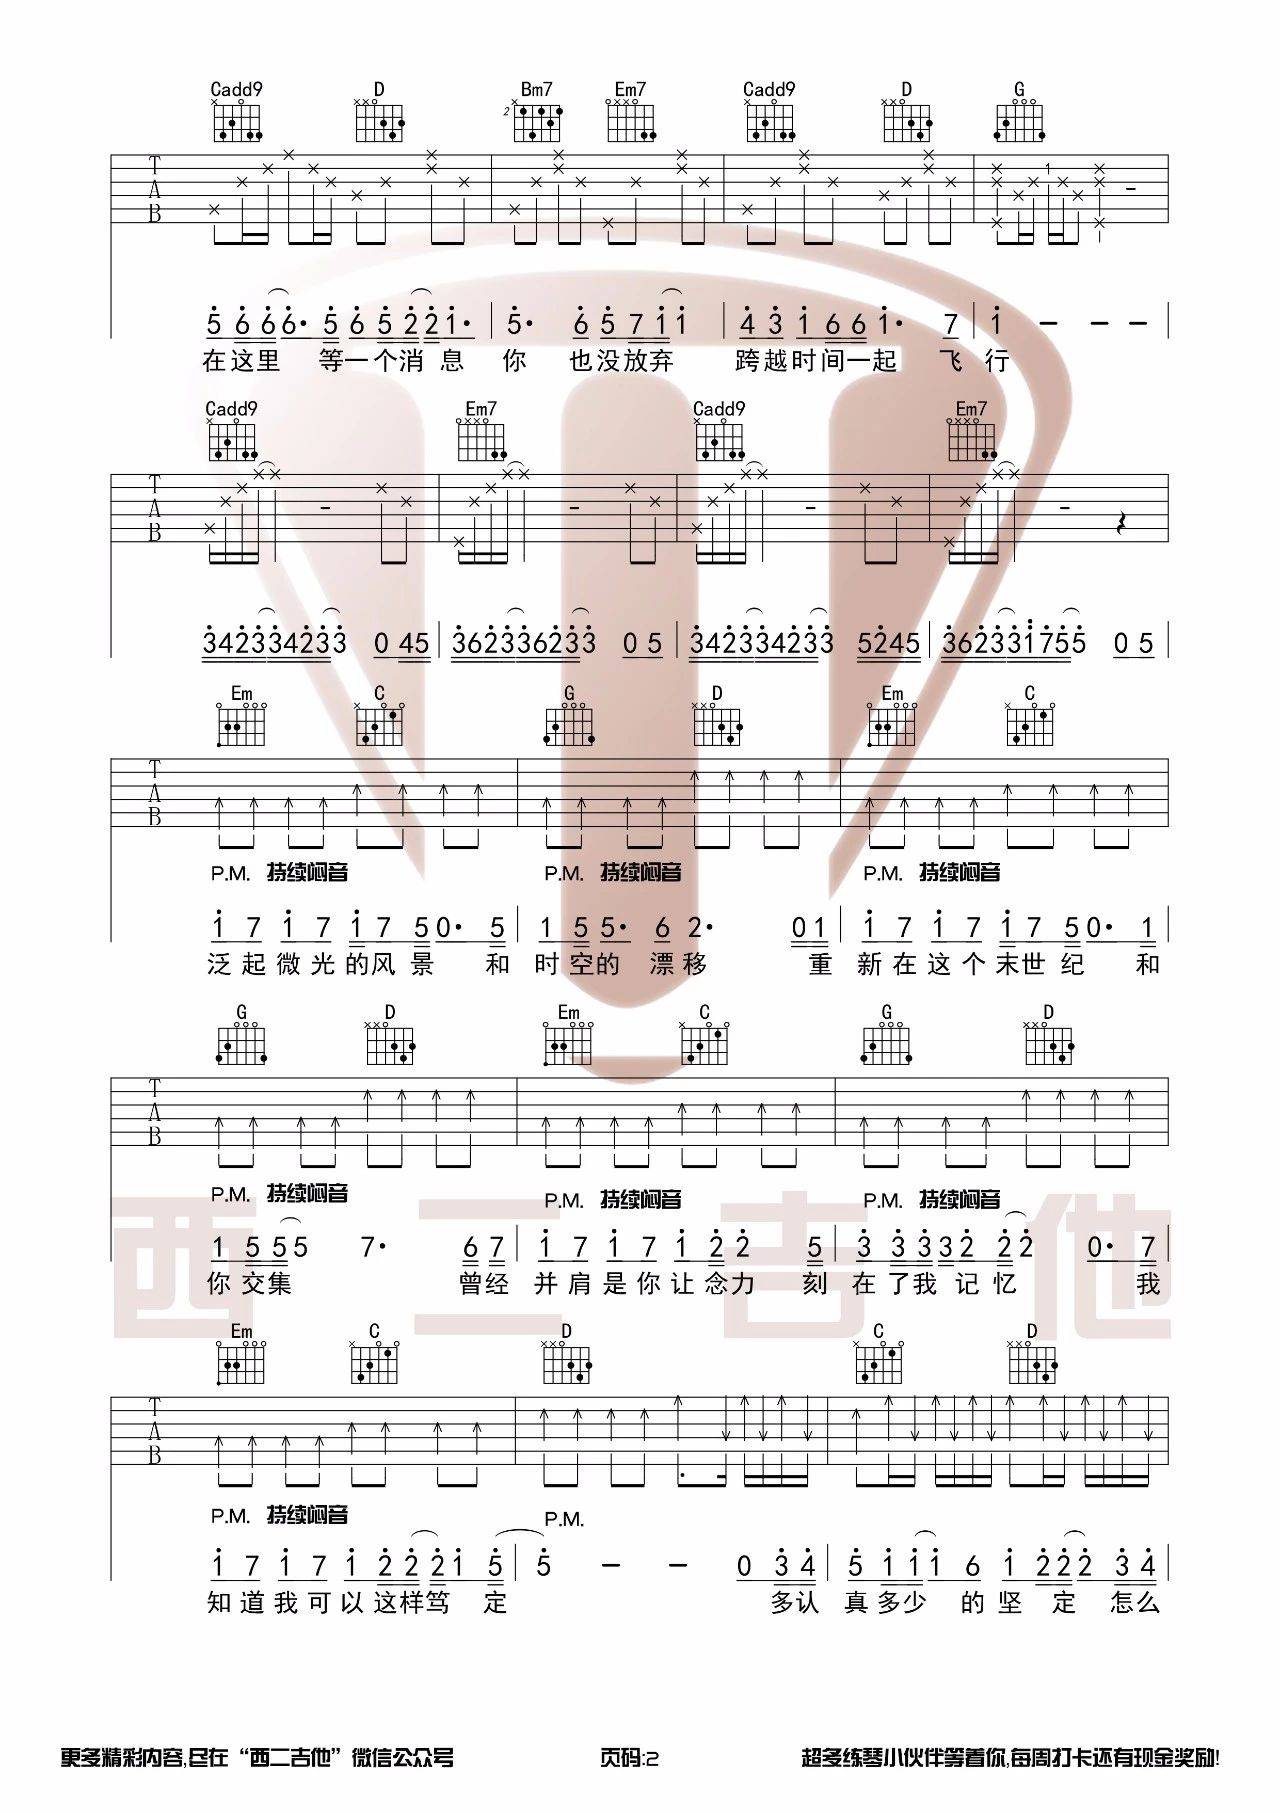 Cadd9 D Bm7 Em7 Cadd9 D G
2
T A B
1
5 6 6 6· 5 6 5 2 2 1· 5· 6 5 7 1 1 4 3 1 6 6 1· 7 1 － － －
在这里 等一个消息 你 也没放弃 跨越时间一起 飞行
Cadd9 Em7 Cadd9 Em7
T A B
3 4 2 3 3 4 2 3 3 0 4 5 3 6 2 3 3 6 2 3 3 0 5 3 4 2 3 3 4 2 3 3 5 2 4 5 3 6 2 3 3 1 7 5 5 0 5
Em C G D Em C
T A B
P.M. 持续闷音 P.M. 持续闷音 P.M. 持续闷音
1 7 1 7 1 7 5 0· 5 1 5 5· 6 2· 0 1 1 7 1 7 1 7 5 0· 1
泛起微光的风景 和时空的漂移 重新在这个末世纪 和
G D Em C G D
T A B
P.M. 持续闷音 P.M. 持续闷音 P.M. 持续闷音
1 5 5 5 7· 6 7 1 7 1 7 1 2 2 5 3 3 3 3 2 2 2 0· 7
你交集 曾经并肩是你让念力 刻在了我记忆 我
Em C D C D
T A B
P.M. 持续闷音 P.M.
1 7 1 7 1 2 2 2 1 5 5 － － 0 3 4 5 1 1 1 6 1 2 2 2 3 4
知道我可以这样笃定 多认真多少的坚定 怎么
更多精彩内容,尽在“西二吉他”微信公众号 页码:2 超多练琴小伙伴等着你,每周打卡还有现金奖励!
西二吉他